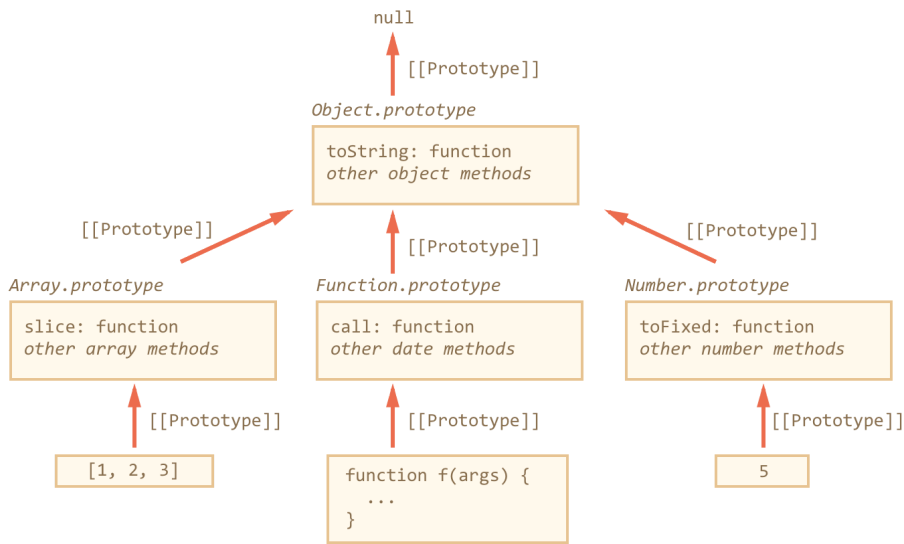 null
[[Prototype]]
Object.prototype
toString: function
other object methods
[[Prototype]]
[[Prototype]]
[[Prototype]]
Array.prototype
slice: function
other array methods
Function.prototype
call: function
other date methods
Number.prototype
toFixed: function
other number methods
[[Prototype]]
[[Prototype]]
[[Prototype]]
[1, 2, 3]
function f(args) {
...
}
5